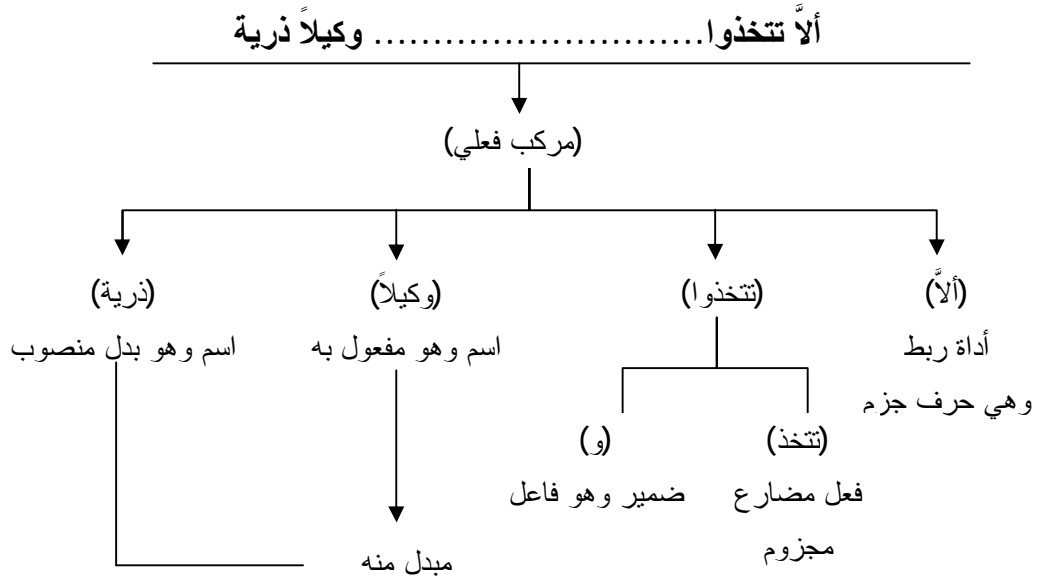 ألاَّ تتخذوا........................... وكيلاً ذرية
(مركب فعلي)
(ألاَّ) (تتخذوا) (وكيلاً) (ذرية)
أداة ربط اسم وهو مفعول به اسم وهو بدل منصوب
وهي حرف جزم
(تتخذ) (و)
فعل مضارع ضمير وهو فاعل
مجزوم
مبدل منه